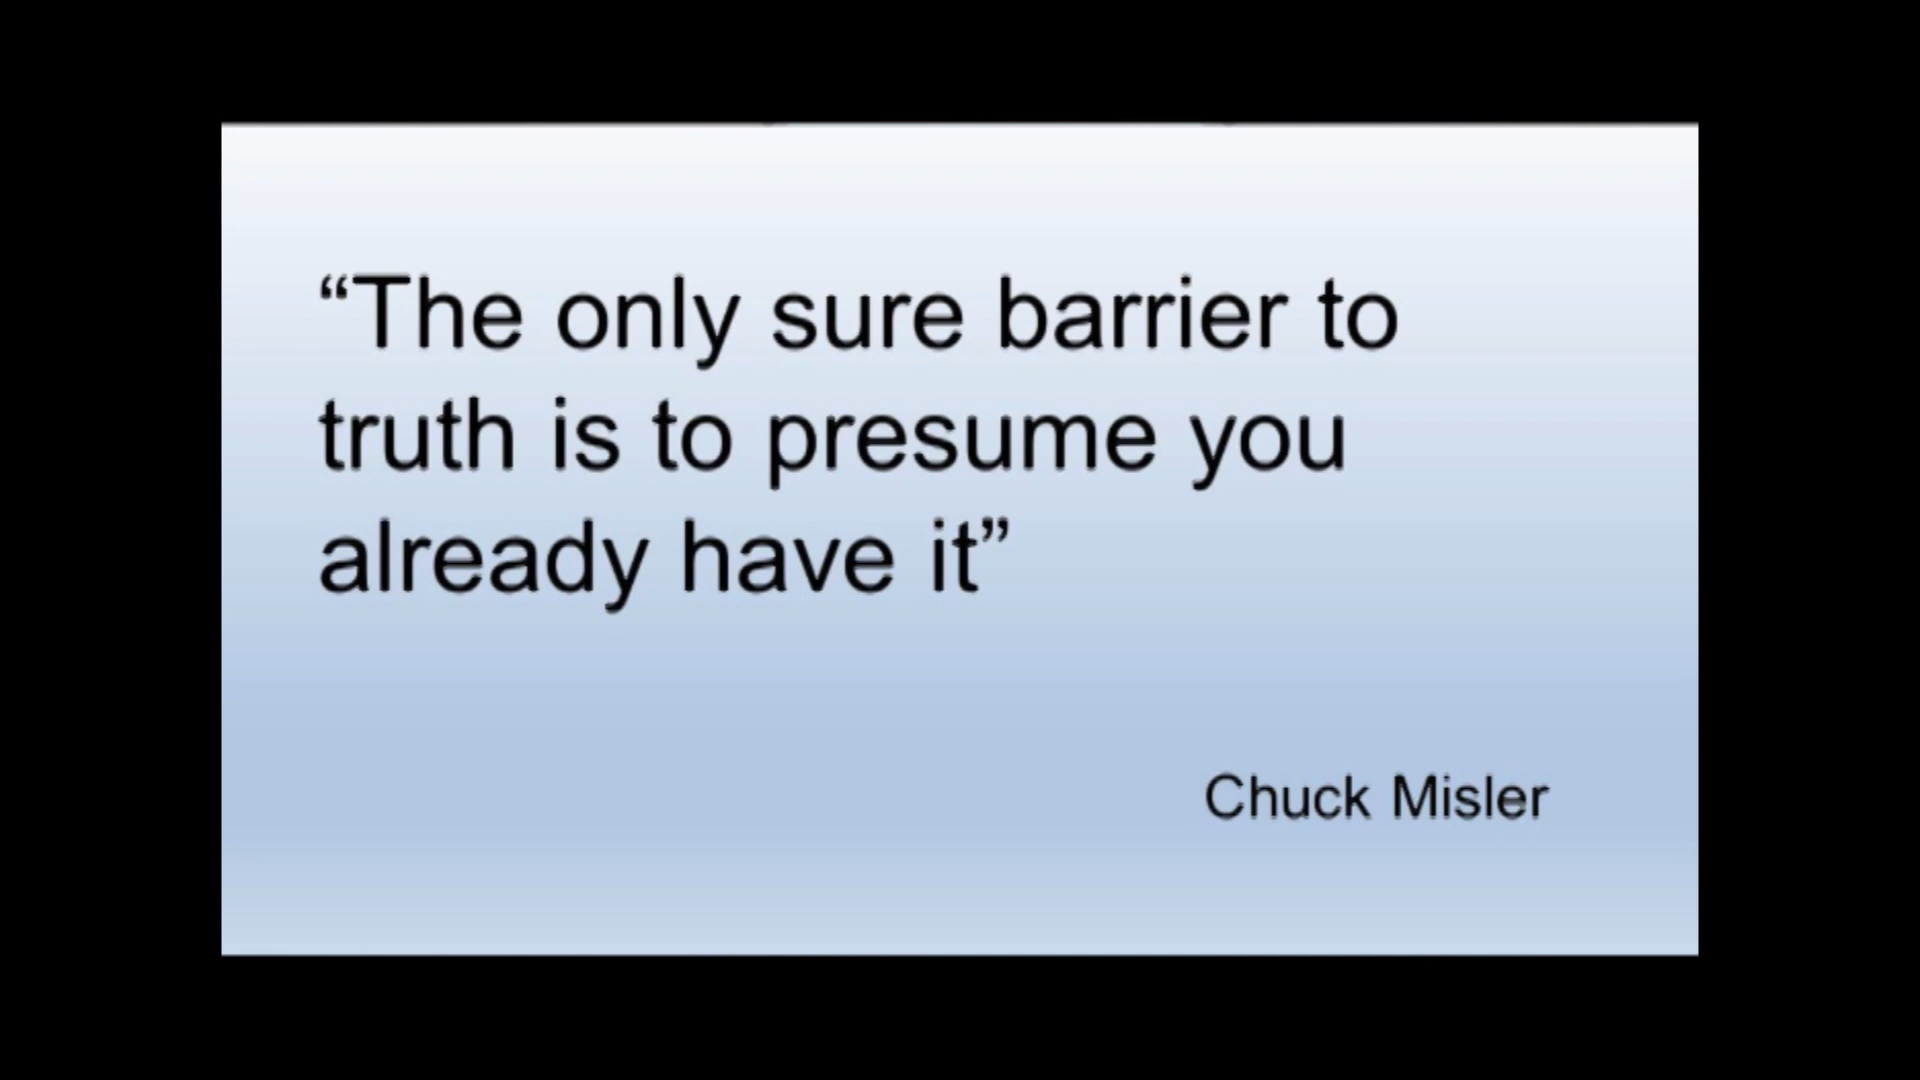 “The only sure barrier to
truth is to presume you
already have it”
Chuck Misler